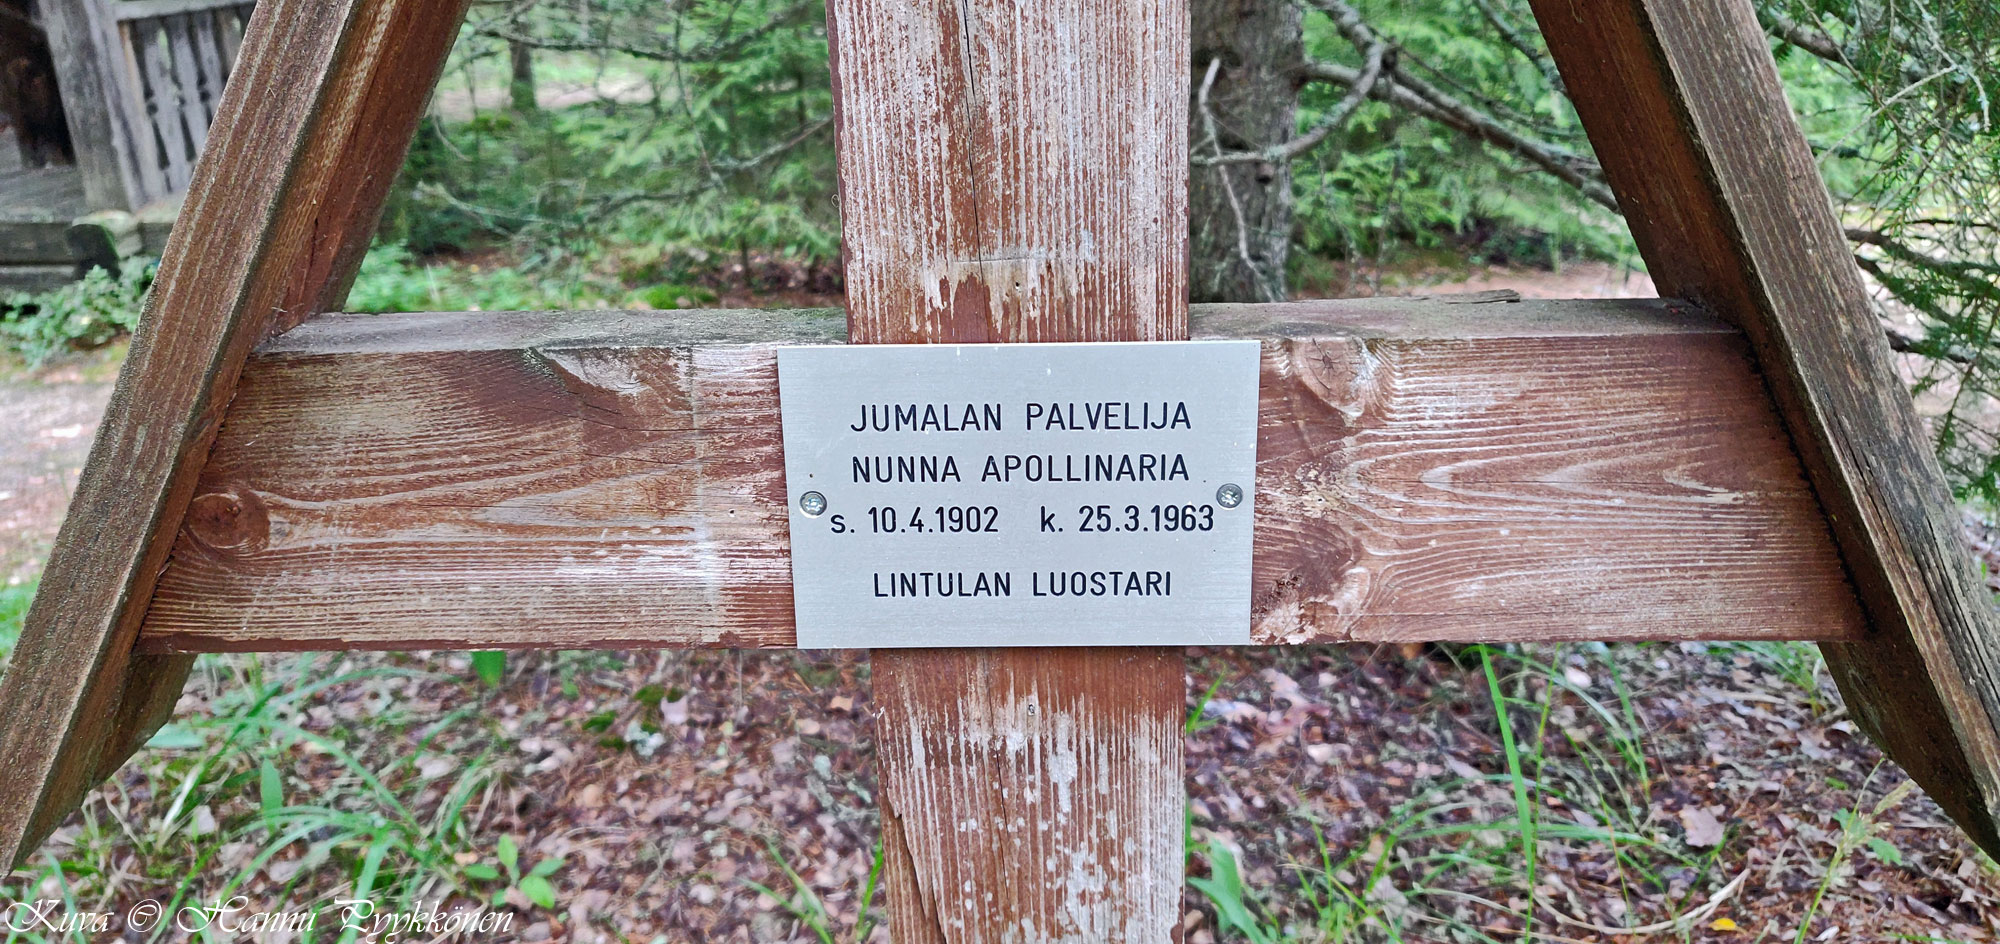 JUMALAN PALVELIJA
NUNNA APOLLINARIA
s. 10.4.1902 k. 25.3.1963
LINTULAN LUOSTARI
Kuva © Hannu Pyykkönen